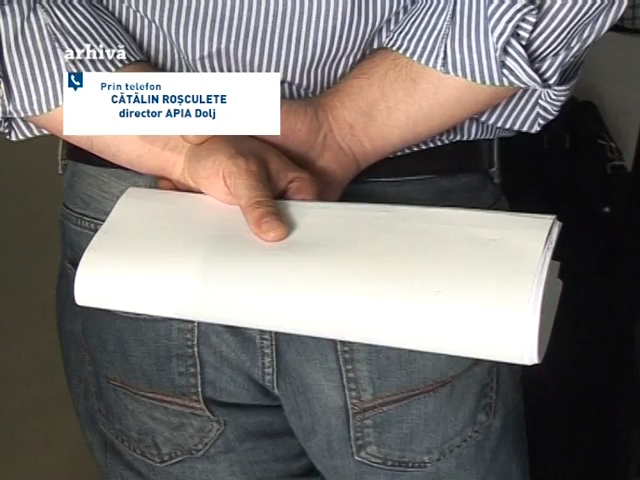 arhivă
Prin telefon
CĂTĂLIN ROȘCULETE
director APIA Dolj